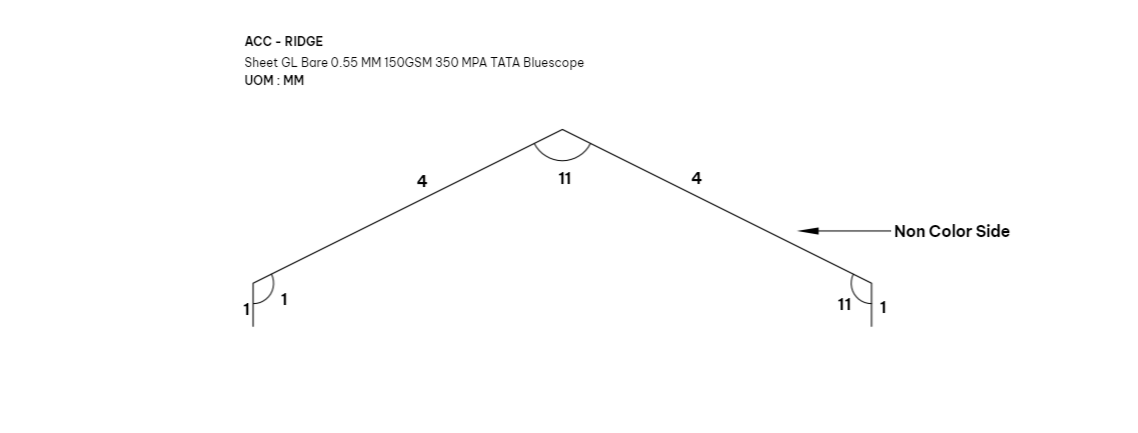 ACC - RIDGE
Sheet GL Bare 0.55 MM 150GSM 350 MPA TATA Bluescope
UOM : MM
4
11
4
Non Color Side
1
1
11
1